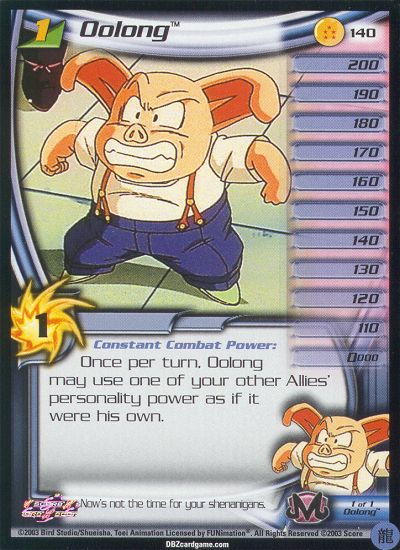 1 Oolong™ 140
200
190
180
170
160
150
140
130
120
110
0000
1
Constant Combat Power:
Once per turn, Oolong
may use one of your other Allies'
personality power as if it
were his own.
Now's not the time for your shenanigans.
1 of 1
Oolong™
©2003 Bird Studio/Shueisha, Toei Animation Licensed by FUNimation®. All Rights Reserved ©2003 Score
DBZcardgame.com
龍